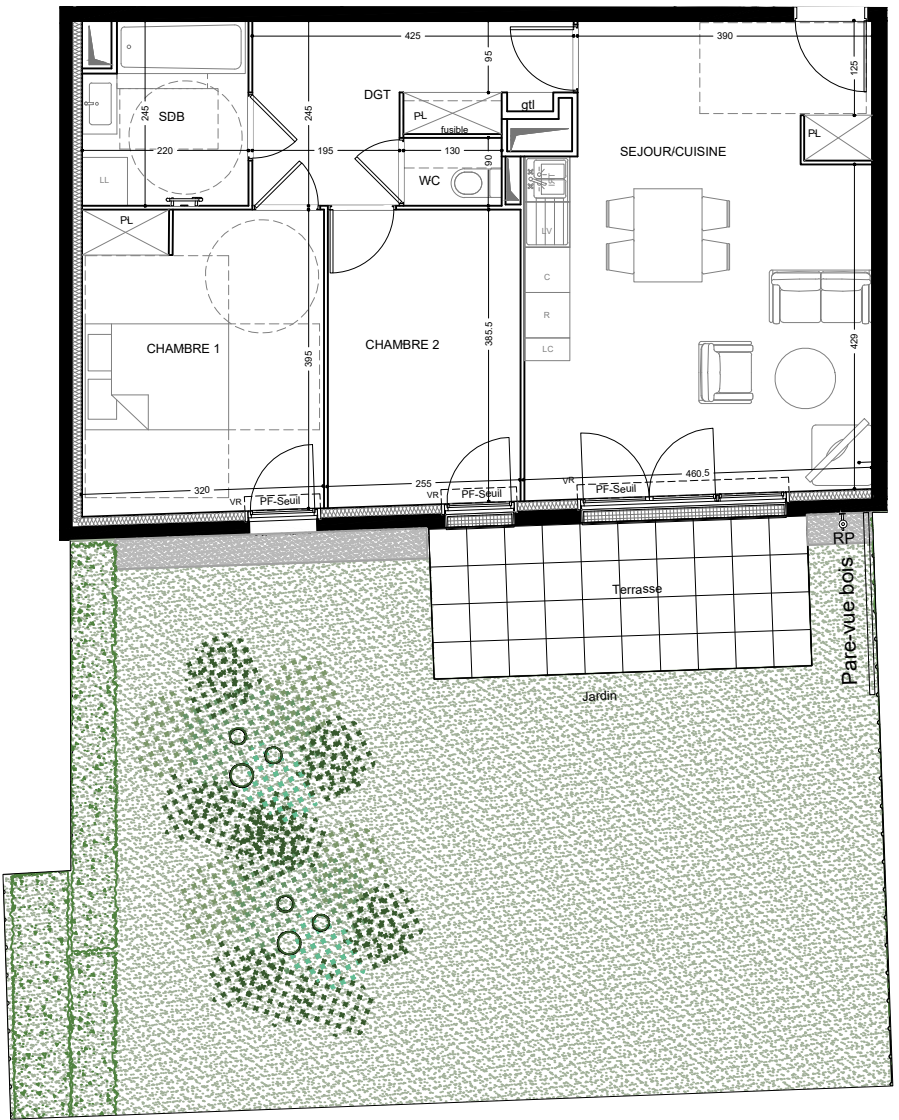 425
390
95
125
DGT
PL
gtl
SDB
245
245
fusible
PL
220
195
130
90
SEJOUR/CUISINE
LL
WC
PL
LV
C
R
LC
CHAMBRE 1
CHAMBRE 2
395
385.5
429
320
255
460.5
VR
PF-Seuil
VR
PF-Seuil
VR
PF-Seuil
RP
Pare-vue bois
Terrasse
Jardin